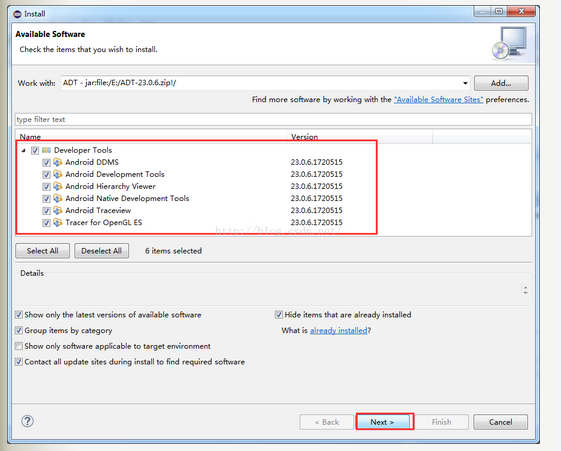 Install
Available Software
Check the items that you wish to install.
Work with: ADT - jar:file:/E:/ADT-23.0.6.zip!/ Add...
Find more software by working with the "Available Software Sites" preferences.
type filter text
Name Version
Developer Tools
Android DDMS 23.0.6.1720515
Android Development Tools 23.0.6.1720515
Android Hierarchy Viewer 23.0.6.1720515
Android Native Development Tools 23.0.6.1720515
Android Traceview 23.0.6.1720515
Tracer for OpenGL ES 23.0.6.1720515
http://blog.csdn.net
Select All Deselect All 6 items selected
Details
Show only the latest versions of available software Hide items that are already installed
Group items by category What is already installed?
Show only software applicable to target environment
Contact all update sites during install to find required software
? < Back Next > Finish Cancel